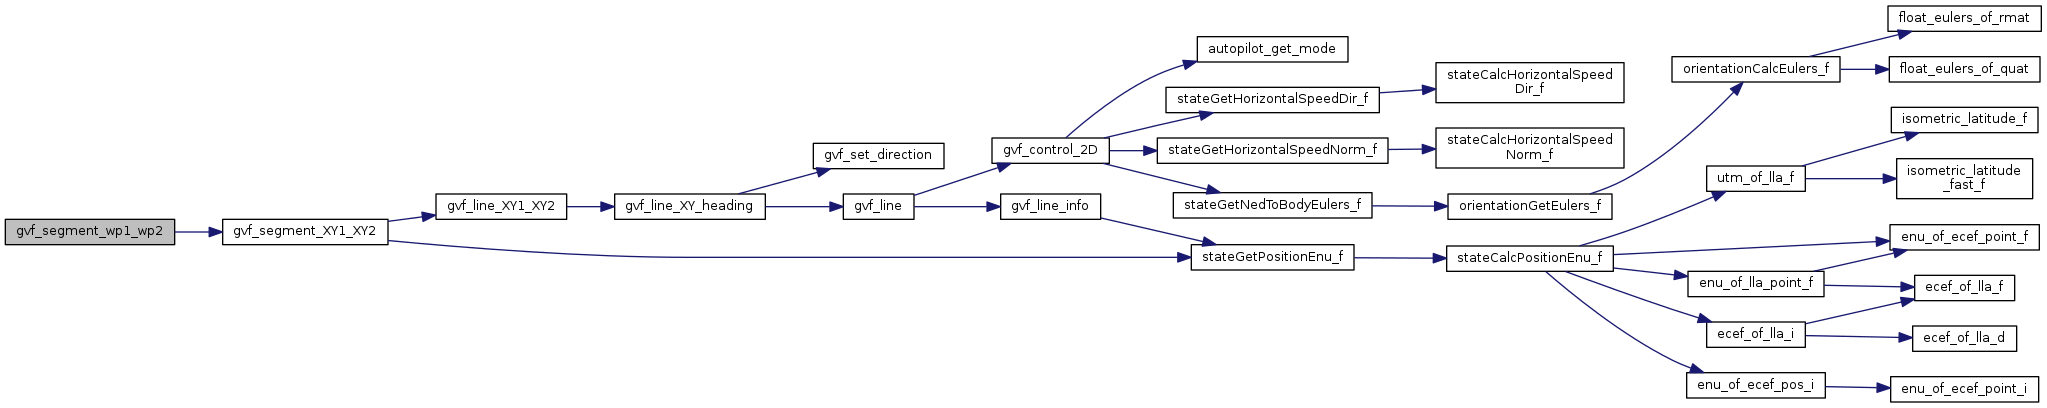 gvf_segment_wp1_wp2
gvf_segment_XY1_XY2
gvf_line_XY1_XY2
gvf_line_XY_heading
gvf_set_direction
gvf_line
gvf_control_2D
gvf_line_info
autopilot_get_mode
stateGetHorizontalSpeedDir_f
stateGetHorizontalSpeedNorm_f
stateGetNedToBodyEulers_f
stateGetPositionEnu_f
stateCalcHorizontalSpeed
Dir_f
stateCalcHorizontalSpeed
Norm_f
orientationGetEulers_f
stateCalcPositionEnu_f
orientationCalcEulers_f
utm_of_lla_f
enu_of_lla_point_f
ecef_of_lla_i
enu_of_ecef_pos_i
float_eulers_of_rmat
float_eulers_of_quat
isometric_latitude_f
isometric_latitude
_fast_f
enu_of_ecef_point_f
ecef_of_lla_f
ecef_of_lla_d
enu_of_ecef_point_i